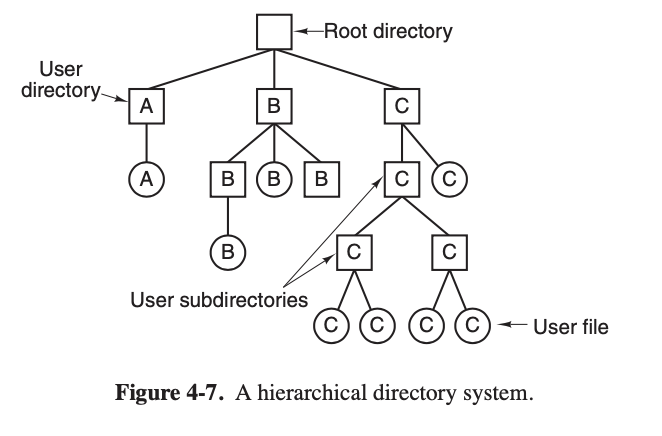 Root directory
User
directory
A B C
A B B B C C
B C C
User subdirectories
C C C C
User file
Figure 4-7. A hierarchical directory system.